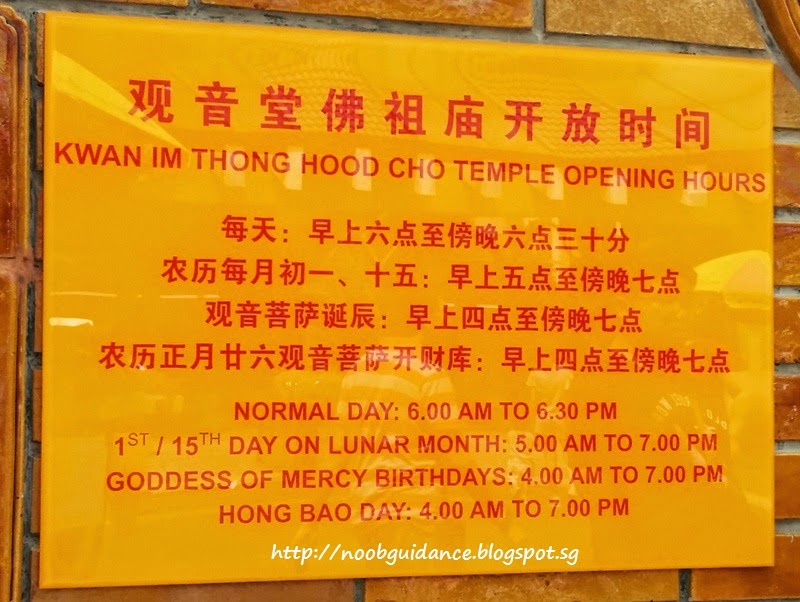 观音堂佛祖庙开放时间
KWAN IM THONG HOOD CHO TEMPLE OPENING HOURS
每天：早上六点至傍晚六点三十分
农历每月初一、十五：早上五点至傍晚七点
观音菩萨诞辰：早上四点至傍晚七点
农历正月廿六观音菩萨开财库：早上四点至傍晚七点
NORMAL DAY: 6.00 AM TO 6.30 PM
1ST / 15TH DAY ON LUNAR MONTH: 5.00 AM TO 7.00 PM
GODDESS OF MERCY BIRTHDAYS: 4.00 AM TO 7.00 PM
HONG BAO DAY: 4.00 AM TO 7.00 PM
http://noobguidance.blogspot.sg